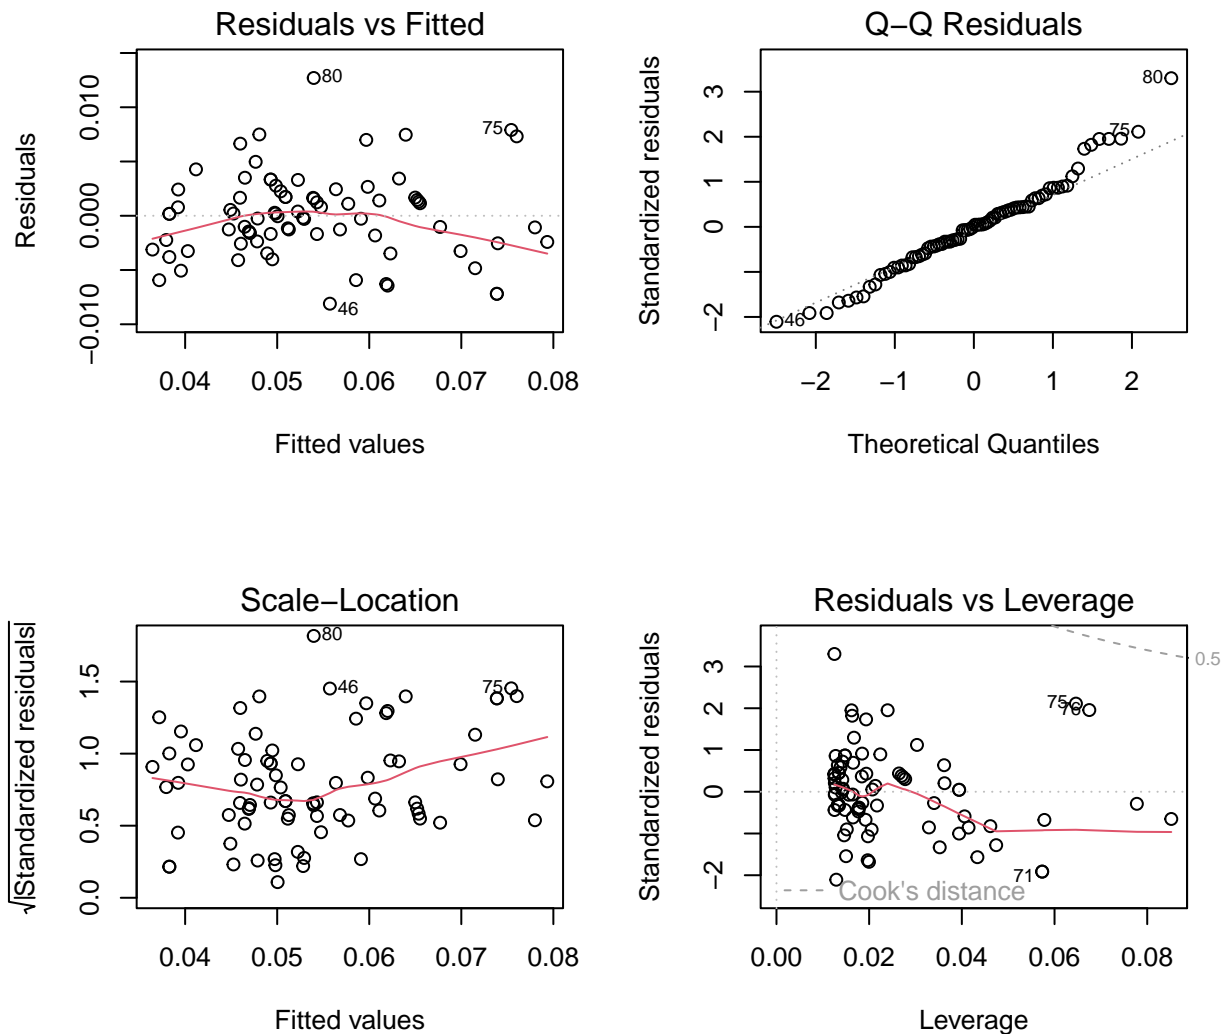 Residuals vs Fitted
Residuals
0.010
0.000
−0.010
80
75
46
0.04 0.05 0.06 0.07 0.08
Fitted values
Q−Q Residuals
Standardized residuals
3
2
1
0
−2
80
75
46
−2 −1 0 1 2
Theoretical Quantiles
Scale−Location
√|Standardized residuals|
1.5
1.0
0.5
0.0
80
46
75
0.04 0.05 0.06 0.07 0.08
Fitted values
Residuals vs Leverage
Standardized residuals
3
2
1
0
−2
0.5
75
76
71
Cook's distance
0.00 0.02 0.04 0.06 0.08
Leverage